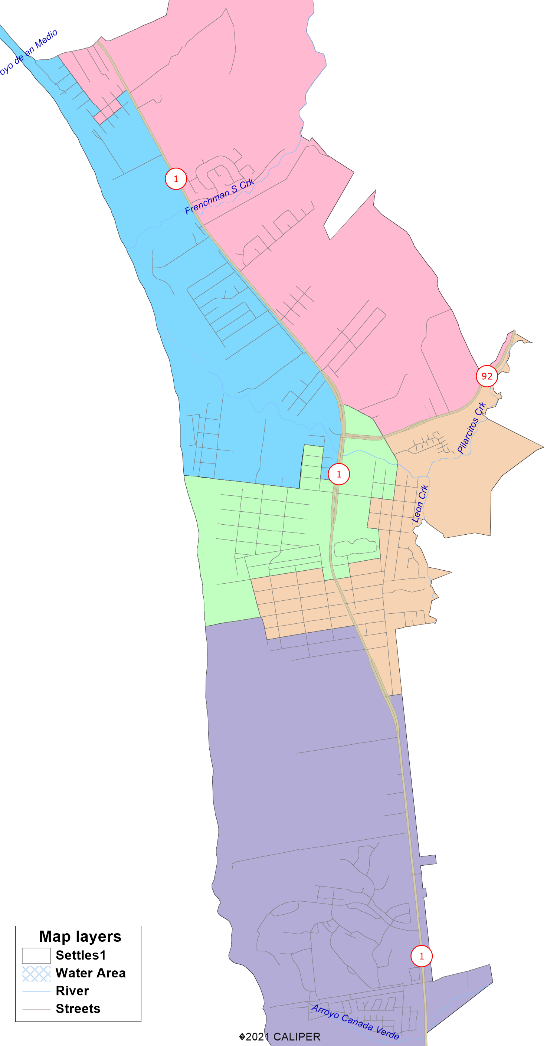 oyo de en Medio
1
Frenchman S Crk
92
Pilarcitos Crk
1
Leon Crk
Map layers
Settles1
Water Area
River
Streets
1
Arroyo Canada Verde
�2021 CALIPER